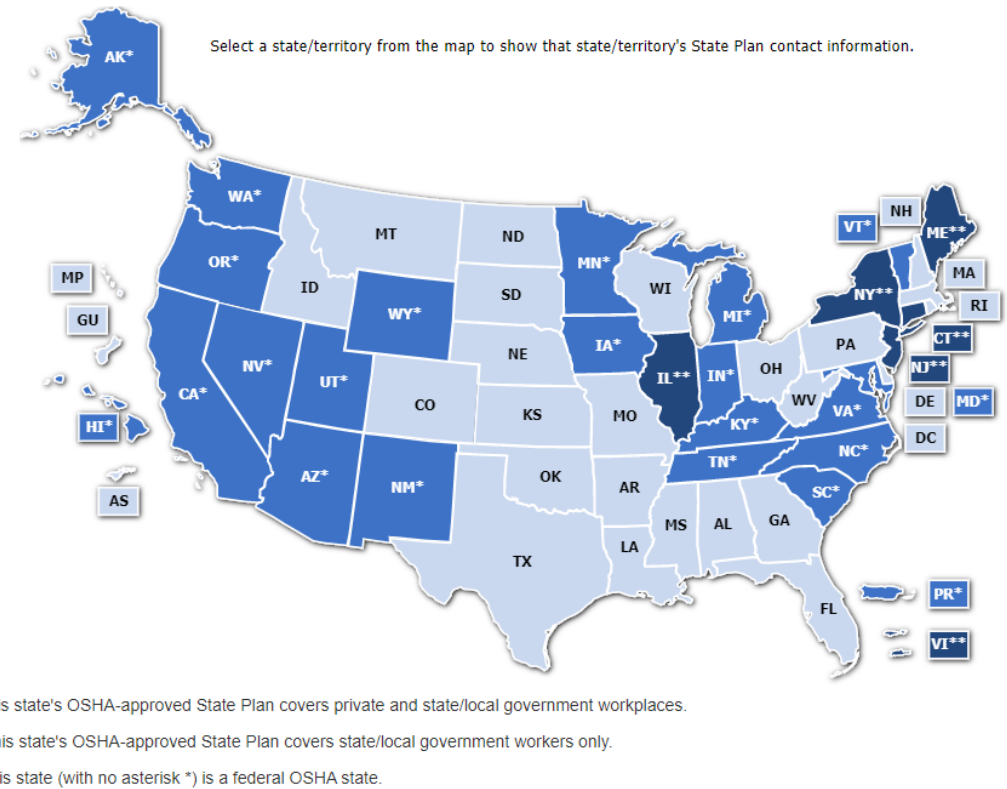 Select a state/territory from the map to show that state/territory's State Plan contact information.
AK*
WA*
MT
ND
MN*
VT*
NH
ME**
OR*
ID
SD
WI
MA
MP
WY*
NY**
RI
GU
MI*
CT**
NV*
NE
IA*
PA
NJ**
UT*
IL**
IN*
OH
CA*
CO
KS
MO
WV
VA*
DE
MD*
HI*
KY*
DC
AZ*
NM*
OK
TN*
NC*
AS
AR
SC*
MS
AL
GA
TX
LA
FL
PR*
VI**
state's OSHA-approved State Plan covers private and state/local government workplaces.
state's OSHA-approved State Plan covers state/local government workers only.
state (with no asterisk *) is a federal OSHA state.